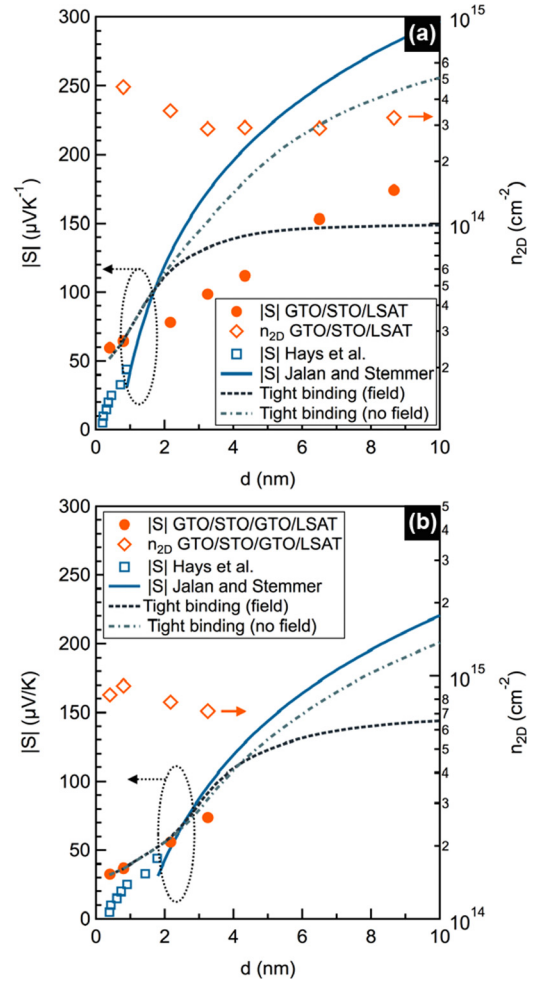 (a)
300
250
200
150
100
50
0
|S| (μVK⁻¹)
10¹⁵
6
5
4
3
2
10¹⁴
6
5
4
3
2
n₂D (cm⁻²)
|S| GTO/STO/LSAT
n₂D GTO/STO/LSAT
|S| Hays et al.
|S| Jalan and Stemmer
Tight binding (field)
Tight binding (no field)
0 2 4 6 8 10
d (nm)
(b)
300
250
200
150
100
50
0
|S| (μV/K)
5
4
3
2
10¹⁵
8
7
6
5
4
3
2
10¹⁴
n₂D (cm⁻²)
|S| GTO/STO/GTO/LSAT
n₂D GTO/STO/GTO/LSAT
|S| Hays et al.
|S| Jalan and Stemmer
Tight binding (field)
Tight binding (no field)
0 2 4 6 8 10
d (nm)